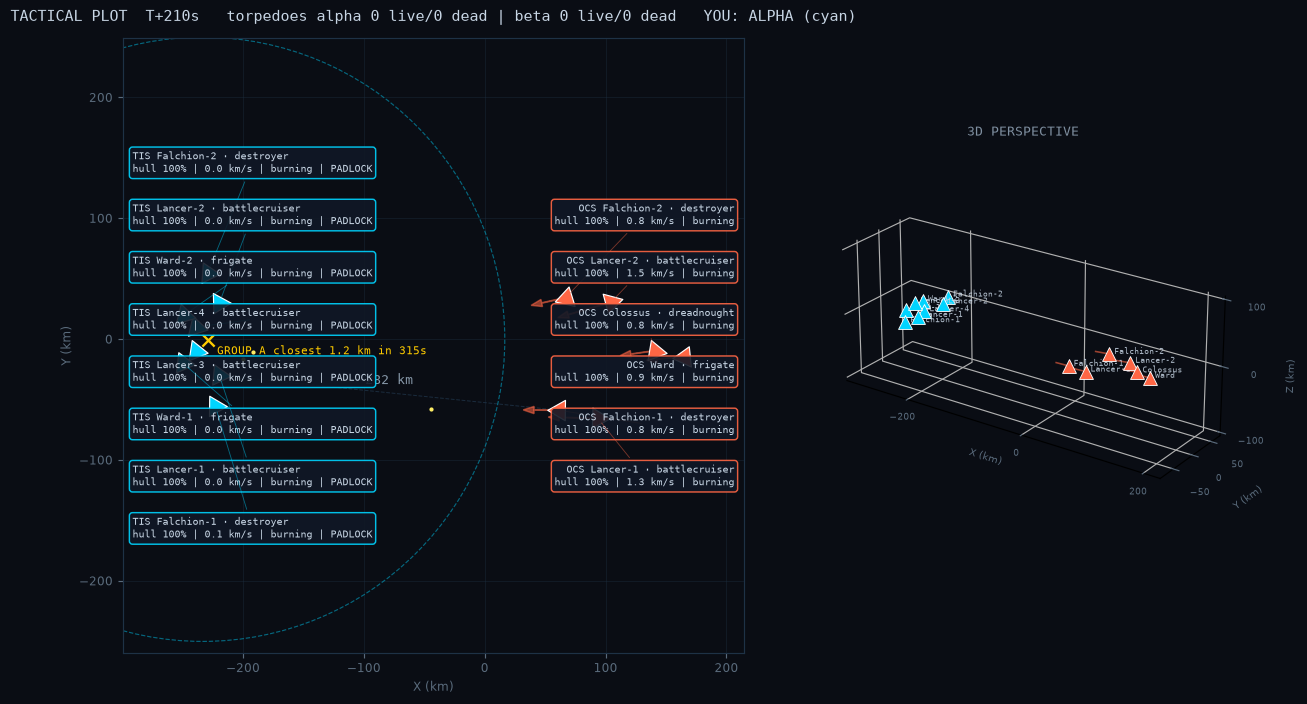 TACTICAL PLOT  T+210s   torpedoes alpha 0 live/0 dead | beta 0 live/0 dead   YOU: ALPHA (cyan)
TIS Falchion-2 · destroyer
hull 100% | 0.0 km/s | burning | PADLOCK
TIS Lancer-2 · battlecruiser
hull 100% | 0.0 km/s | burning | PADLOCK
TIS Ward-2 · frigate
hull 100% | 0.0 km/s | burning | PADLOCK
TIS Lancer-4 · battlecruiser
hull 100% | 0.0 km/s | burning | PADLOCK
GROUP A closest 1.2 km in 315s
TIS Lancer-3 · battlecruiser
hull 100% | 0.0 km/s | burning | PADLOCK
km
TIS Ward-1 · frigate
hull 100% | 0.0 km/s | burning | PADLOCK
TIS Lancer-1 · battlecruiser
hull 100% | 0.0 km/s | burning | PADLOCK
TIS Falchion-1 · destroyer
hull 100% | 0.1 km/s | burning | PADLOCK
OCS Falchion-2 · destroyer
hull 100% | 0.8 km/s | burning
OCS Lancer-2 · battlecruiser
hull 100% | 1.5 km/s | burning
OCS Colossus · dreadnought
hull 100% | 0.8 km/s | burning
OCS Ward · frigate
hull 100% | 0.9 km/s | burning
OCS Falchion-1 · destroyer
hull 100% | 0.8 km/s | burning
OCS Lancer-1 · battlecruiser
hull 100% | 1.3 km/s | burning
200
100
0
−100
−200
Y (km)
−200
−100
0
100
200
X (km)
3D PERSPECTIVE
Falchion-2
Falchion-2
Lancer-2
Colossus
Ward
−200
0
200
X (km)
−50
0
50
Y (km)
100
0
−100
Z (km)